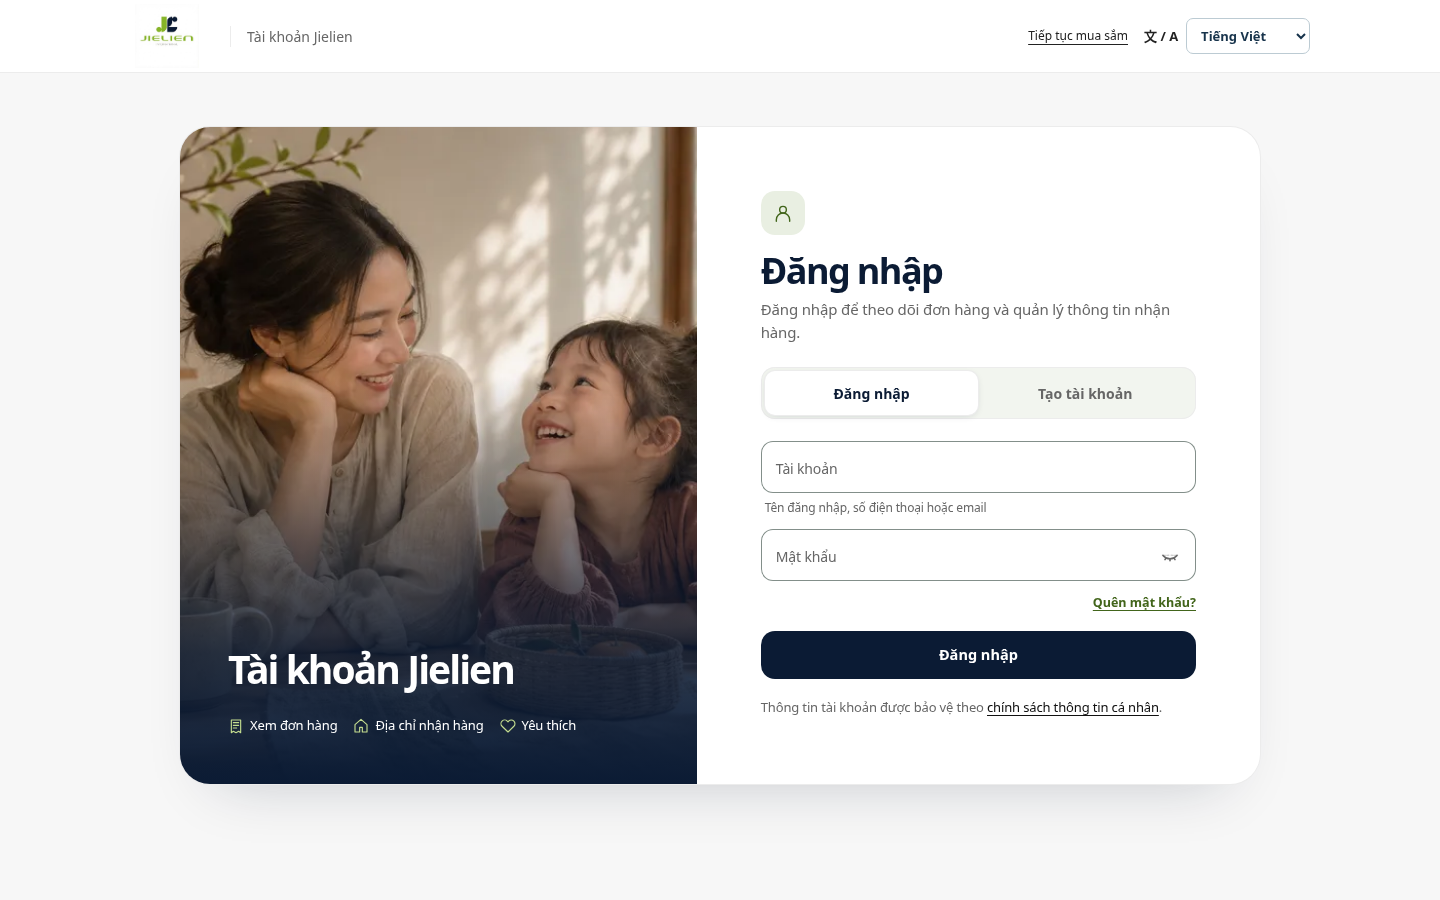 JIELIEN
Tài khoản Jielien
Tiếp tục mua sắm
文 / A
Tiếng Việt
Đăng nhập
Đăng nhập để theo dõi đơn hàng và quản lý thông tin nhận
hàng.
Đăng nhập
Tạo tài khoản
Tài khoản
Tên đăng nhập, số điện thoại hoặc email
Mật khẩu
Quên mật khẩu?
Đăng nhập
Thông tin tài khoản được bảo vệ theo chính sách thông tin cá nhân.
Tài khoản Jielien
Xem đơn hàng
Địa chỉ nhận hàng
Yêu thích